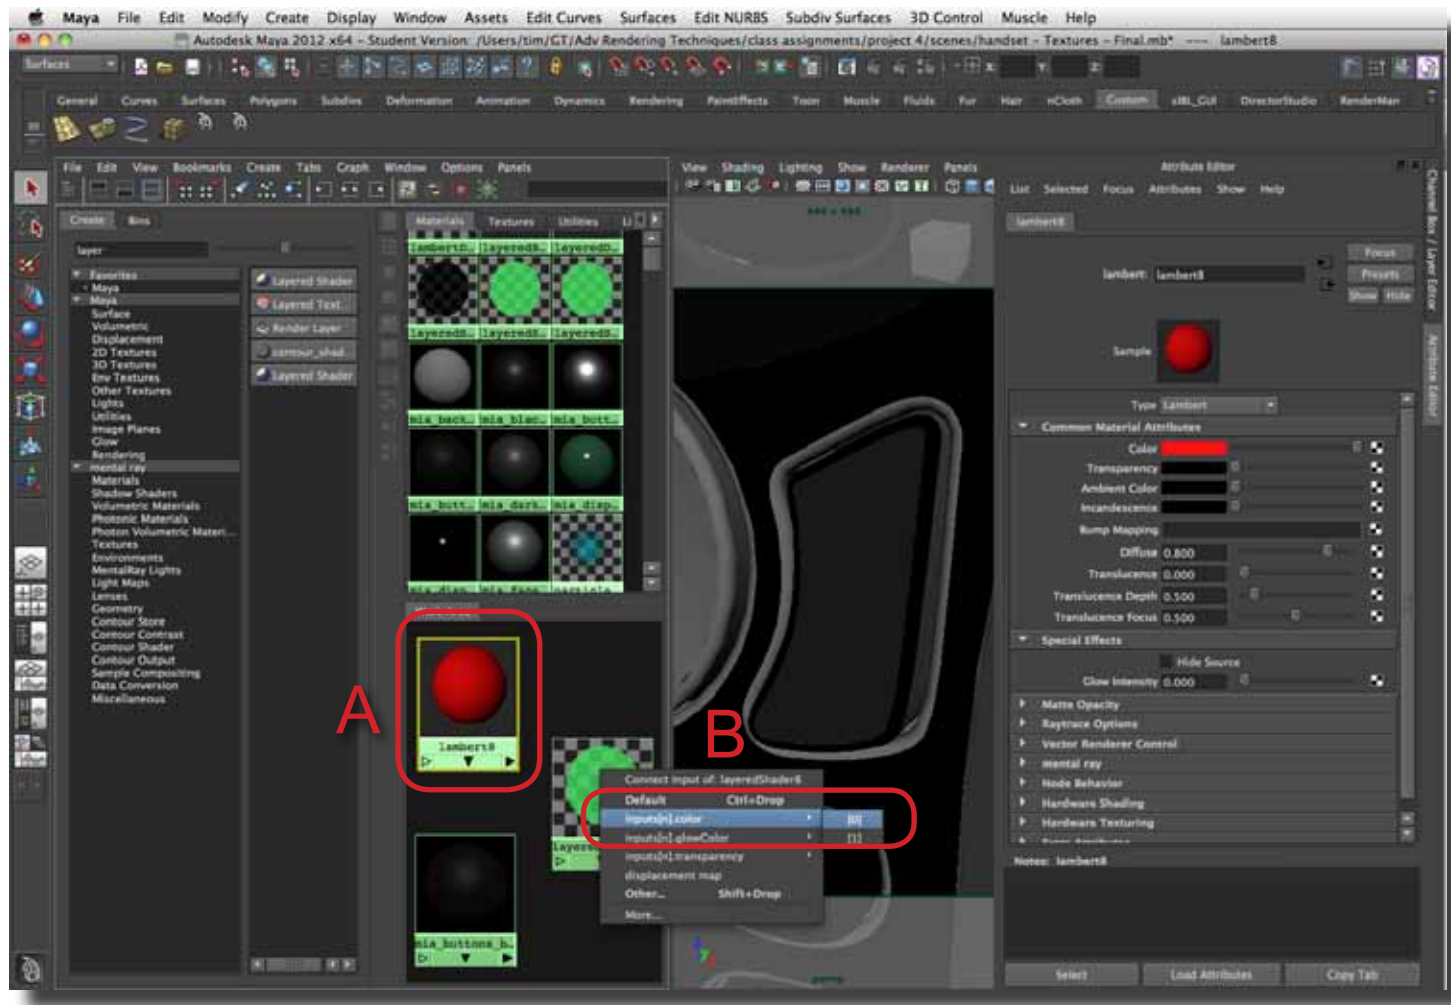 Maya File Edit Modify Create Display Window Assets Edit Curves Surfaces Edit NURBS Subdiv Surfaces 3D Control Muscle Help
Autodesk Maya 2012 x64 - Student Version: /Users/tim/GT/Adv Rendering Techniques/class assignments/project 4/scenes/handset - Textures - Final.mb* --- lambert8
Surfaces
General Curves Surfaces Polygons Subdivs Deformation Animation Dynamics Rendering PaintEffects Toon Muscle Fluids Fur Hair nCloth Custom sIBL_GUI DirectorStudio RenderMan
File Edit View Bookmarks Create Tabs Graph Window Options Panels
View Shading Lighting Show Renderer Panels
Attribute Editor
List Selected Focus Attributes Show Help
Create Bins
Materials Textures Utilities
layer
Favorites
Maya
Maya
Surface
Volumetric
Displacement
2D Textures
3D Textures
Env Textures
Other Textures
Lights
Utilities
Image Planes
Glow
Rendering
mental ray
Materials
Shadow Shaders
Volumetric Materials
Photonic Materials
Photon Volumetric Materi...
Textures
Environments
MentalRay Lights
Light Maps
Lenses
Geometry
Contour Store
Contour Contrast
Contour Shader
Contour Output
Sample Compositing
Data Conversion
Miscellaneous
Layered Shader
Layered Text...
Render Layer
contour_shad...
Layered Shader
lambert8
Focus
Presets
Show Hide
lambert: lambert8
Sample
Type Lambert
Common Material Attributes
Color
Transparency
Ambient Color
Incandescence
Bump Mapping
Diffuse 0.800
Translucence 0.000
Translucence Depth 0.500
Translucence Focus 0.500
Special Effects
Hide Source
Glow Intensity 0.000
Matte Opacity
Raytrace Options
Vector Renderer Control
mental ray
Node Behavior
Hardware Shading
Hardware Texturing
Notes: lambert8
Select Load Attributes Copy Tab
Channel Box / Layer Editor
Attribute Editor
A
lambert8
B
Connect input of: layeredShader8
Default Ctrl+Drop
inputs[n].color [0]
inputs[n].glowColor [1]
inputs[n].transparency
displacement map
Other... Shift+Drop
More...
mia_buttons_b...
persp